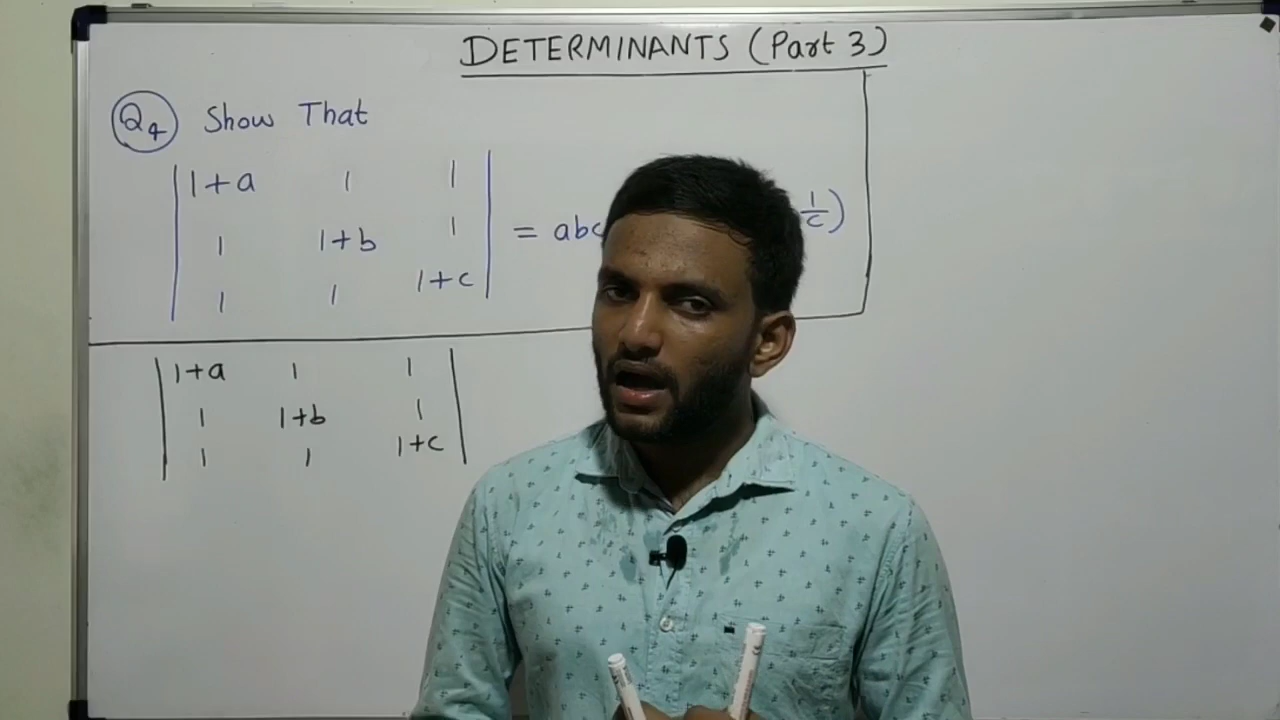 DETERMINANTS (Part 3)
Q4 Show That
|1+a 1 1|
|1 1+b 1| = abc 1/c)
|1 1 1+c|
|1+a 1 1|
|1 1+b 1|
|1 1 1+c|